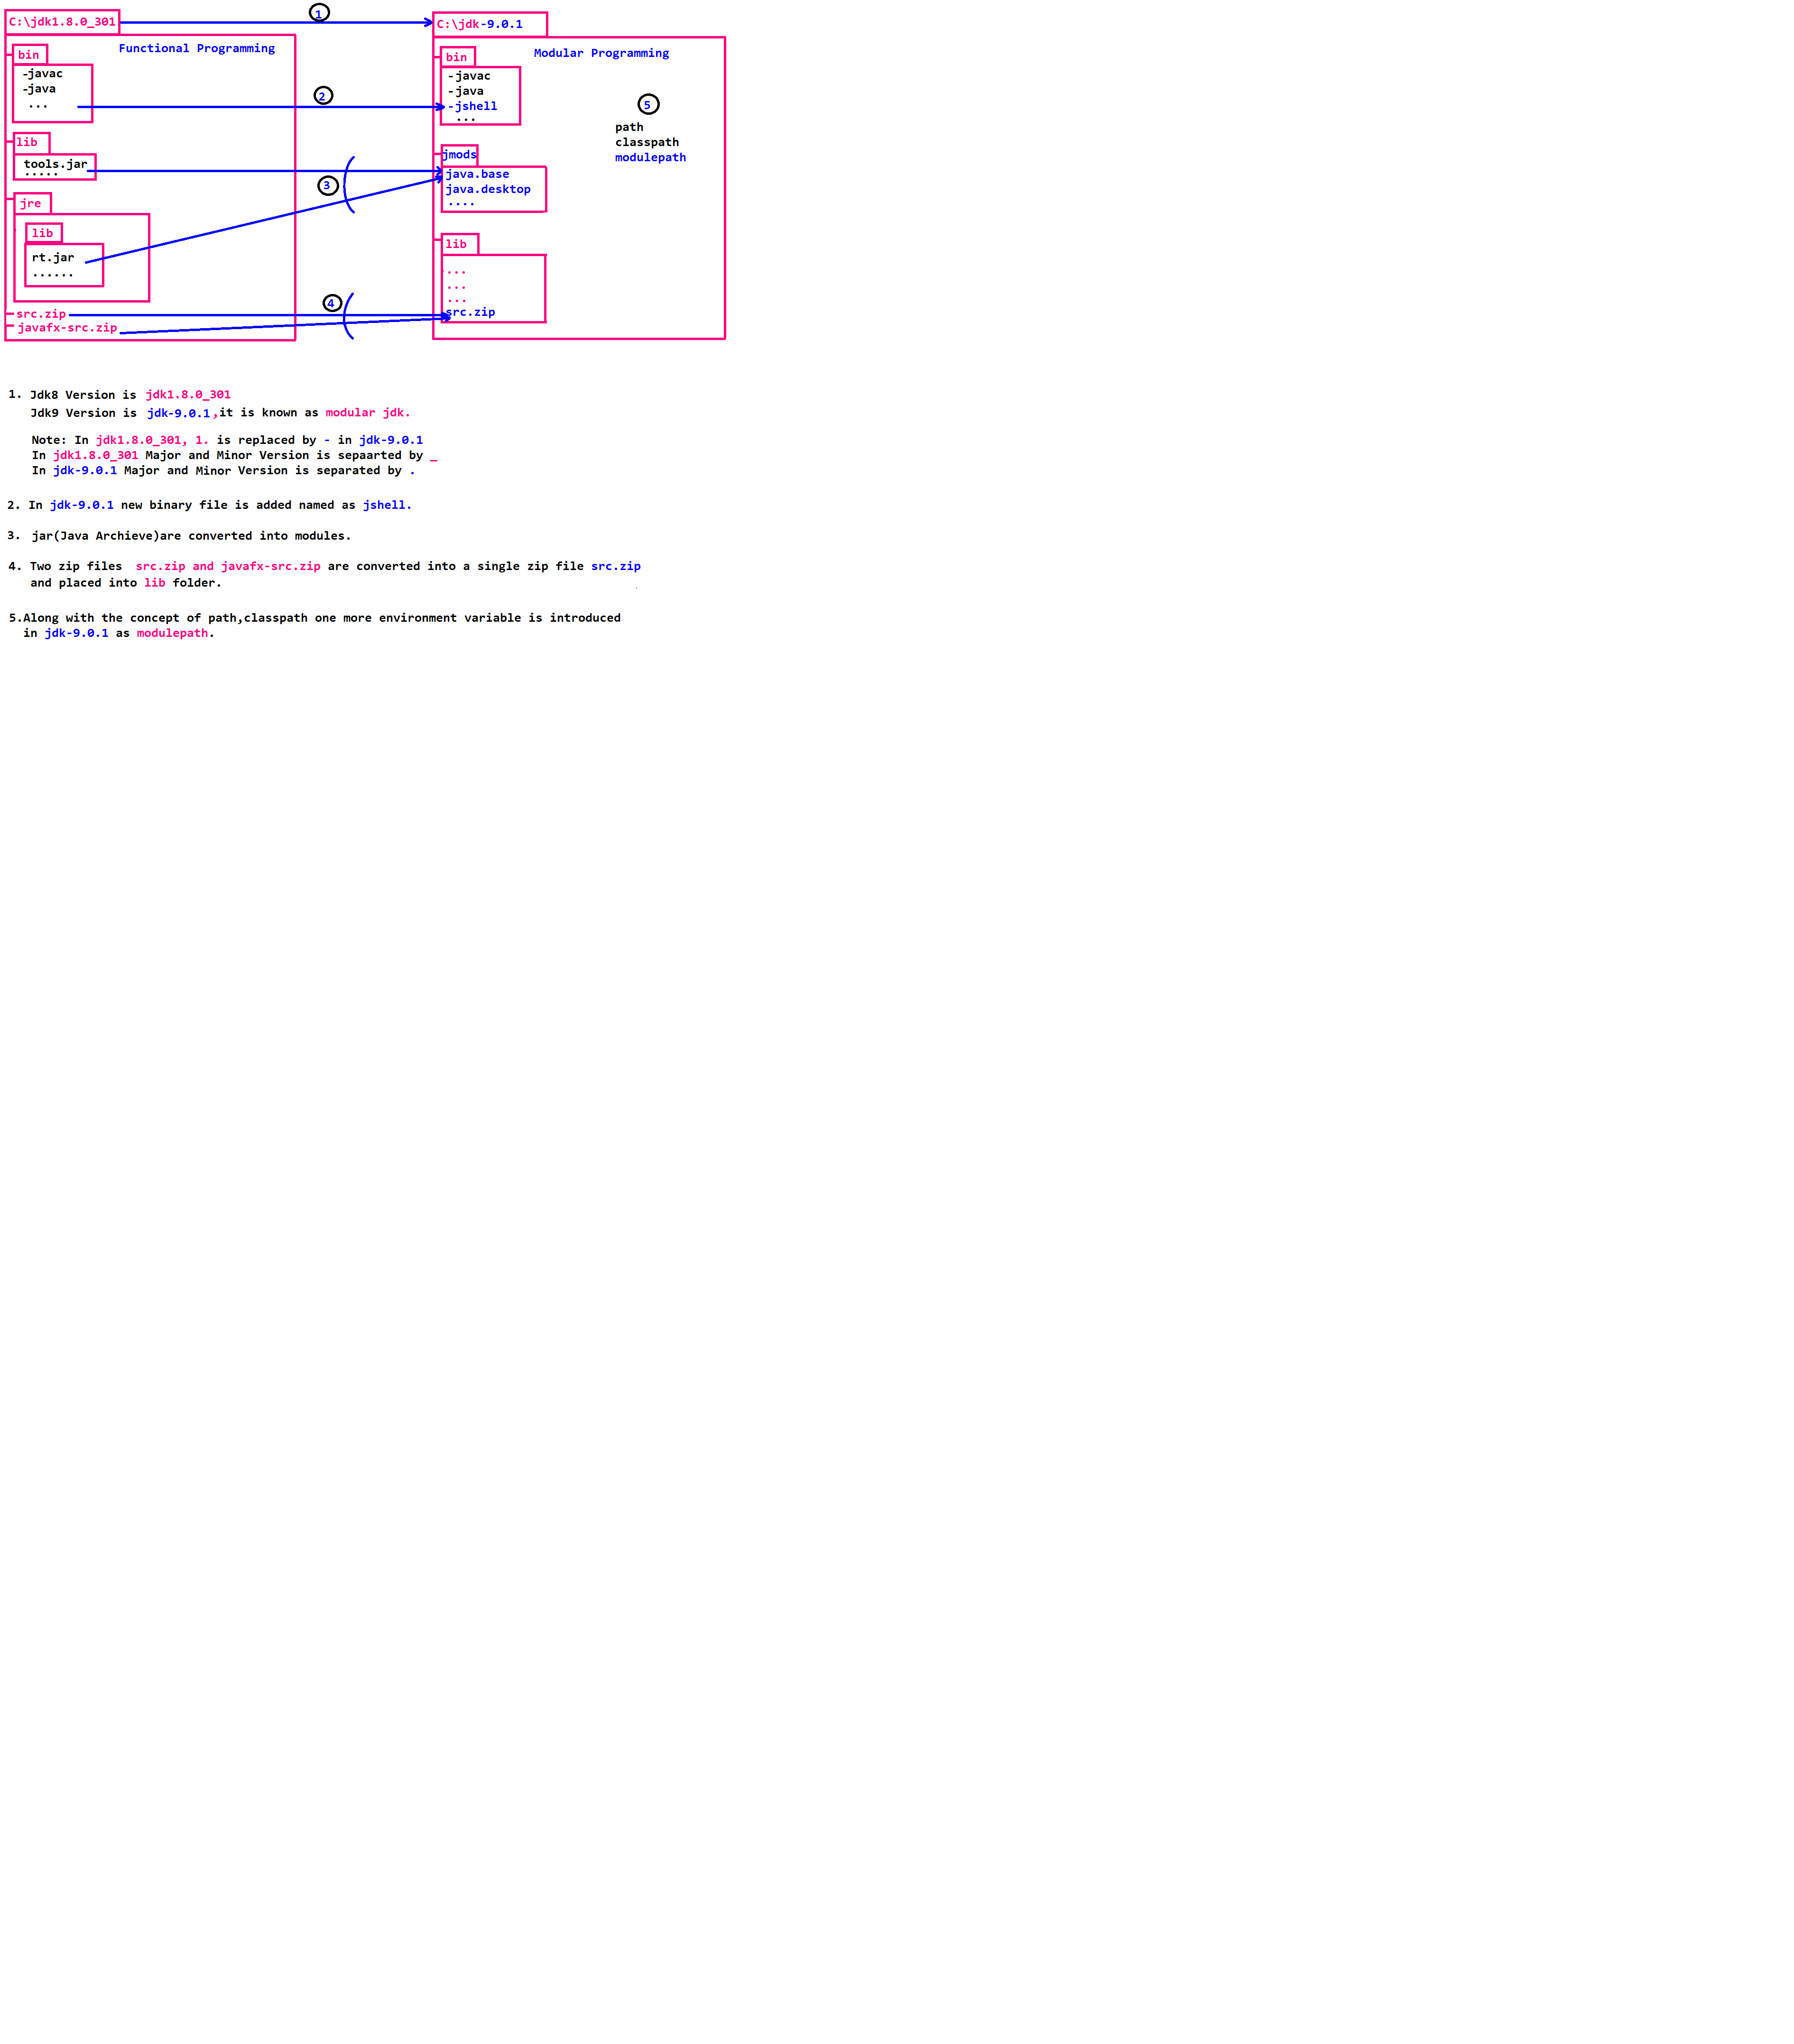 C:\jdk1.8.0_301
Functional Programming
bin
-javac
-java
...
lib
tools.jar
.....
jre
lib
rt.jar
......
src.zip
javafx-src.zip
1
2
3
4
C:\jdk-9.0.1
Modular Programming
bin
-javac
-java
-jshell
...
jmods
java.base
java.desktop
....
lib
...
...
...
src.zip
5
path
classpath
modulepath
1. Jdk8 Version is jdk1.8.0_301
Jdk9 Version is jdk-9.0.1,it is known as modular jdk.
Note: In jdk1.8.0_301, 1. is replaced by - in jdk-9.0.1
In jdk1.8.0_301 Major and Minor Version is sepaarted by _
In jdk-9.0.1 Major and Minor Version is separated by .
2. In jdk-9.0.1 new binary file is added named as jshell.
3. jar(Java Archieve)are converted into modules.
4. Two zip files src.zip and javafx-src.zip are converted into a single zip file src.zip
and placed into lib folder.
5.Along with the concept of path,classpath one more environment variable is introduced
in jdk-9.0.1 as modulepath.